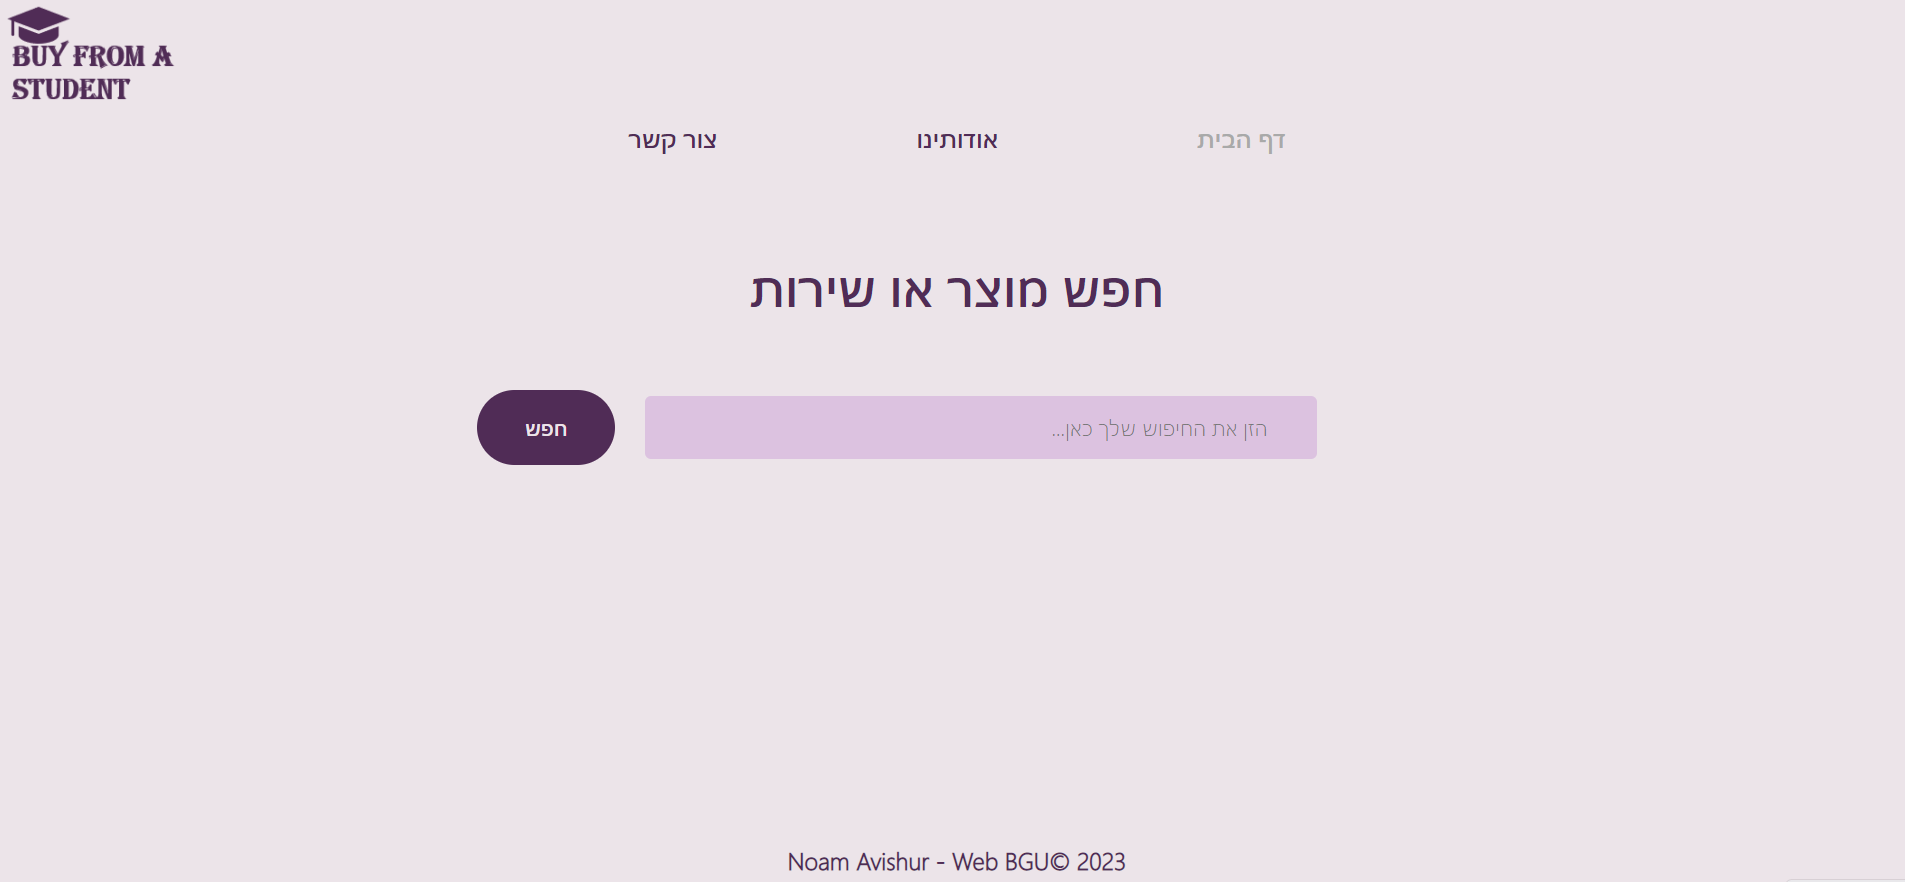 BUY FROM A
STUDENT
דף הבית
אודותינו
צור קשר
חפש מוצר או שירות
הזן את החיפוש שלך כאן...
חפש
Noam Avishur - Web BGU© 2023